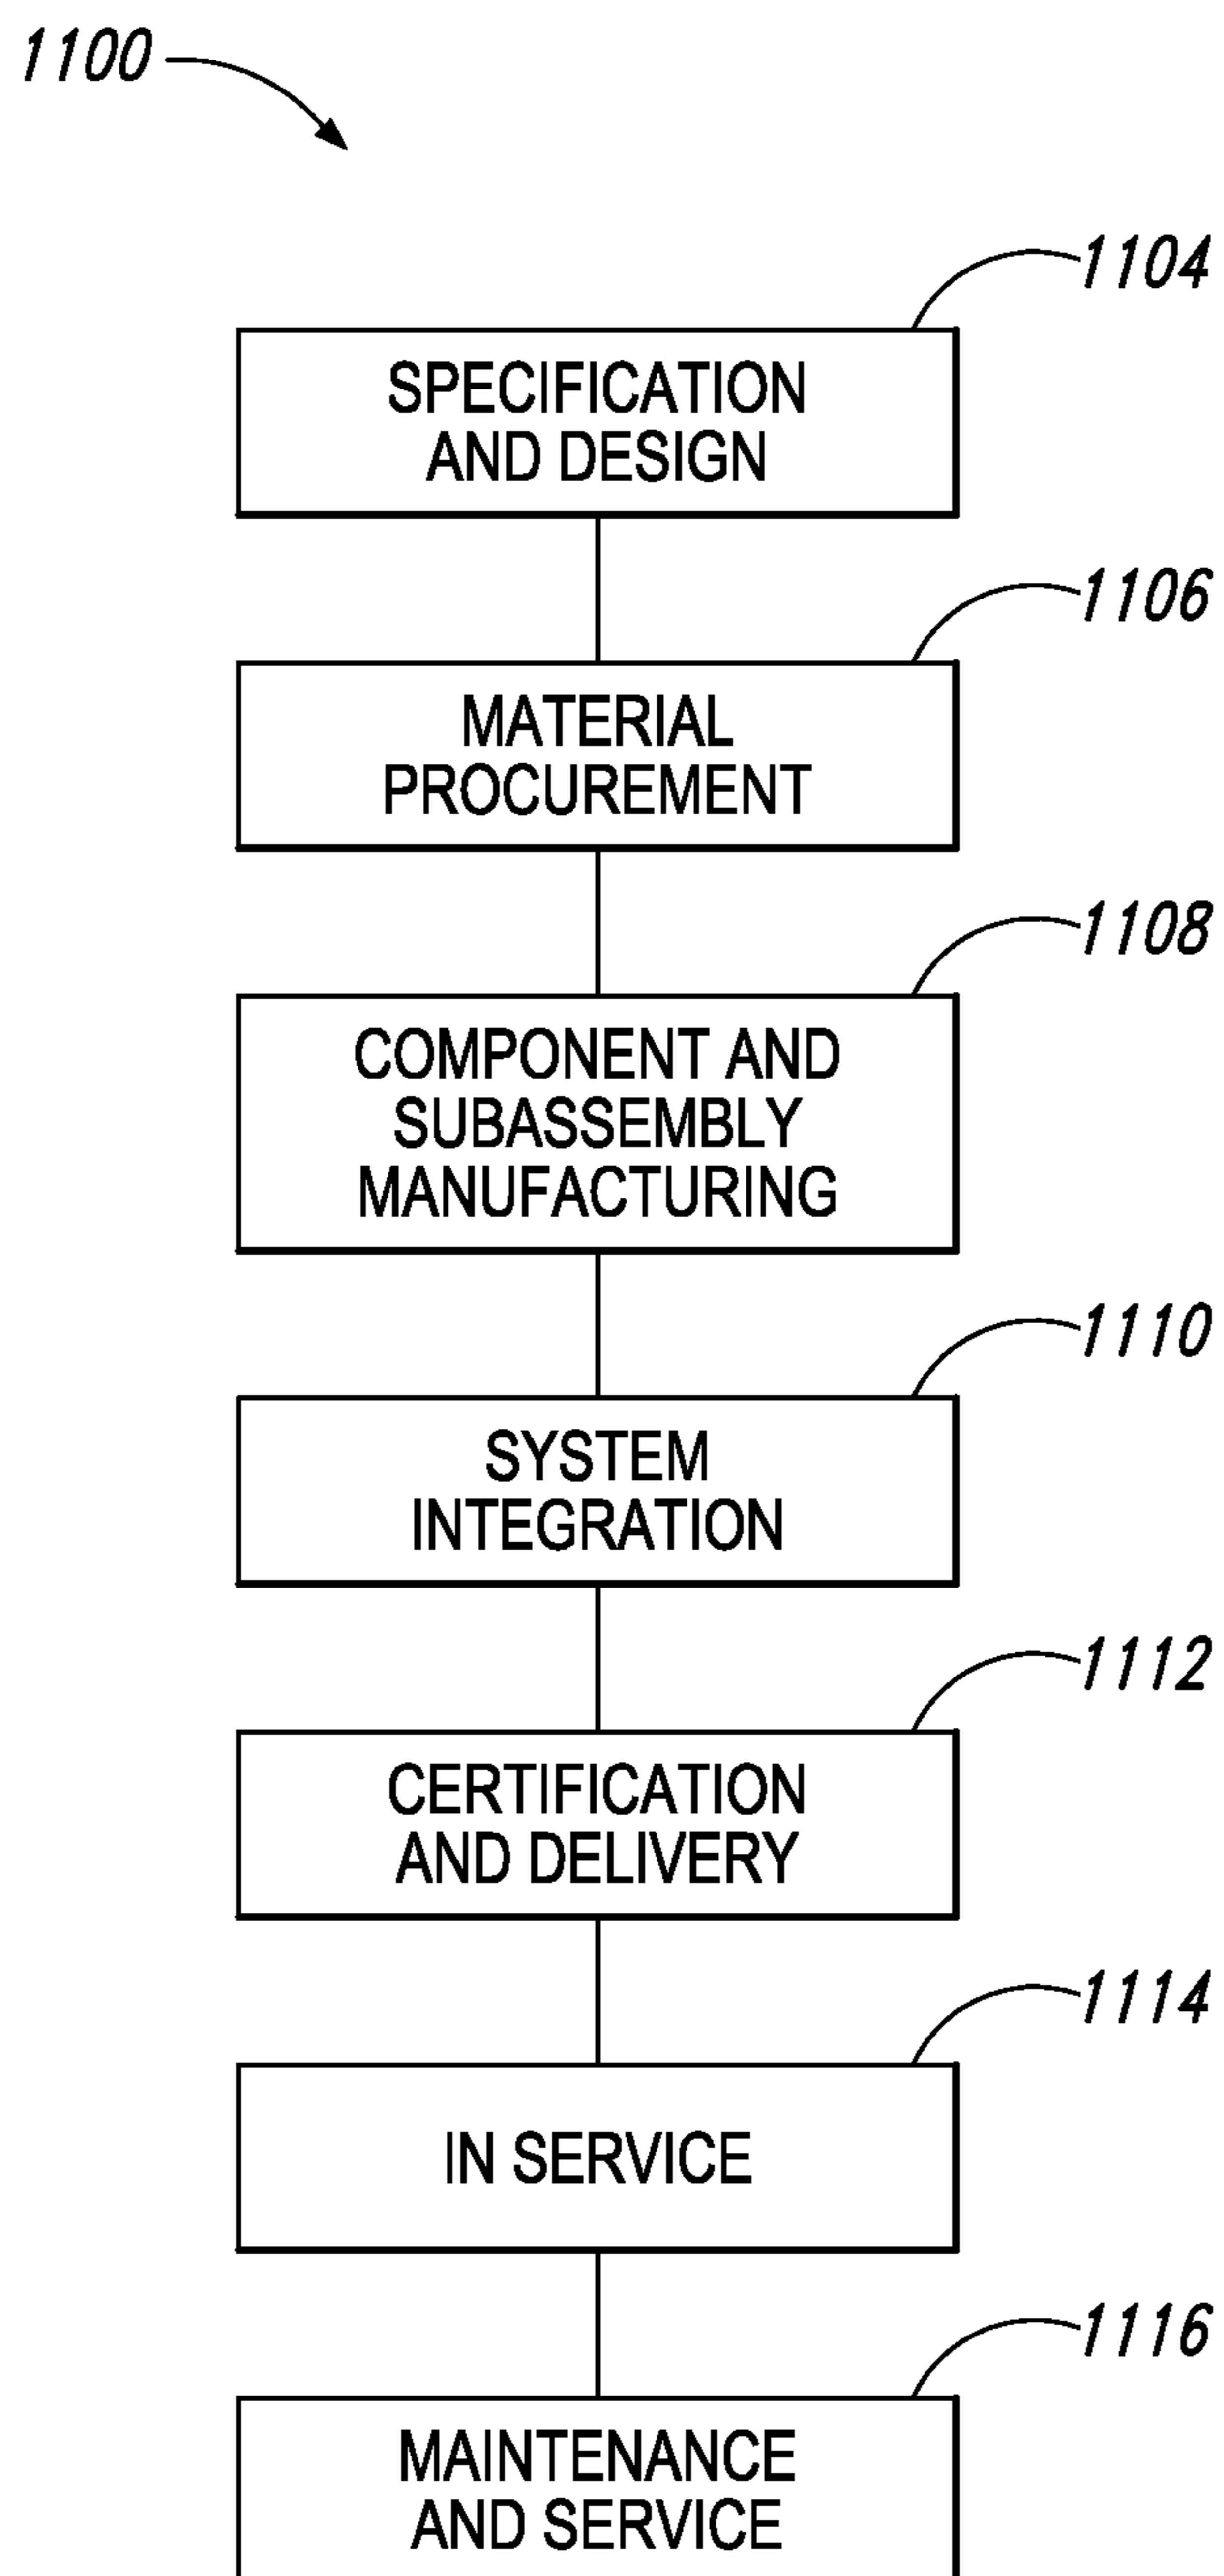 1100
1104
SPECIFICATION
AND DESIGN
1106
MATERIAL
PROCUREMENT
1108
COMPONENT AND
SUBASSEMBLY
MANUFACTURING
1110
SYSTEM
INTEGRATION
1112
CERTIFICATION
AND DELIVERY
1114
IN SERVICE
1116
MAINTENANCE
AND SERVICE